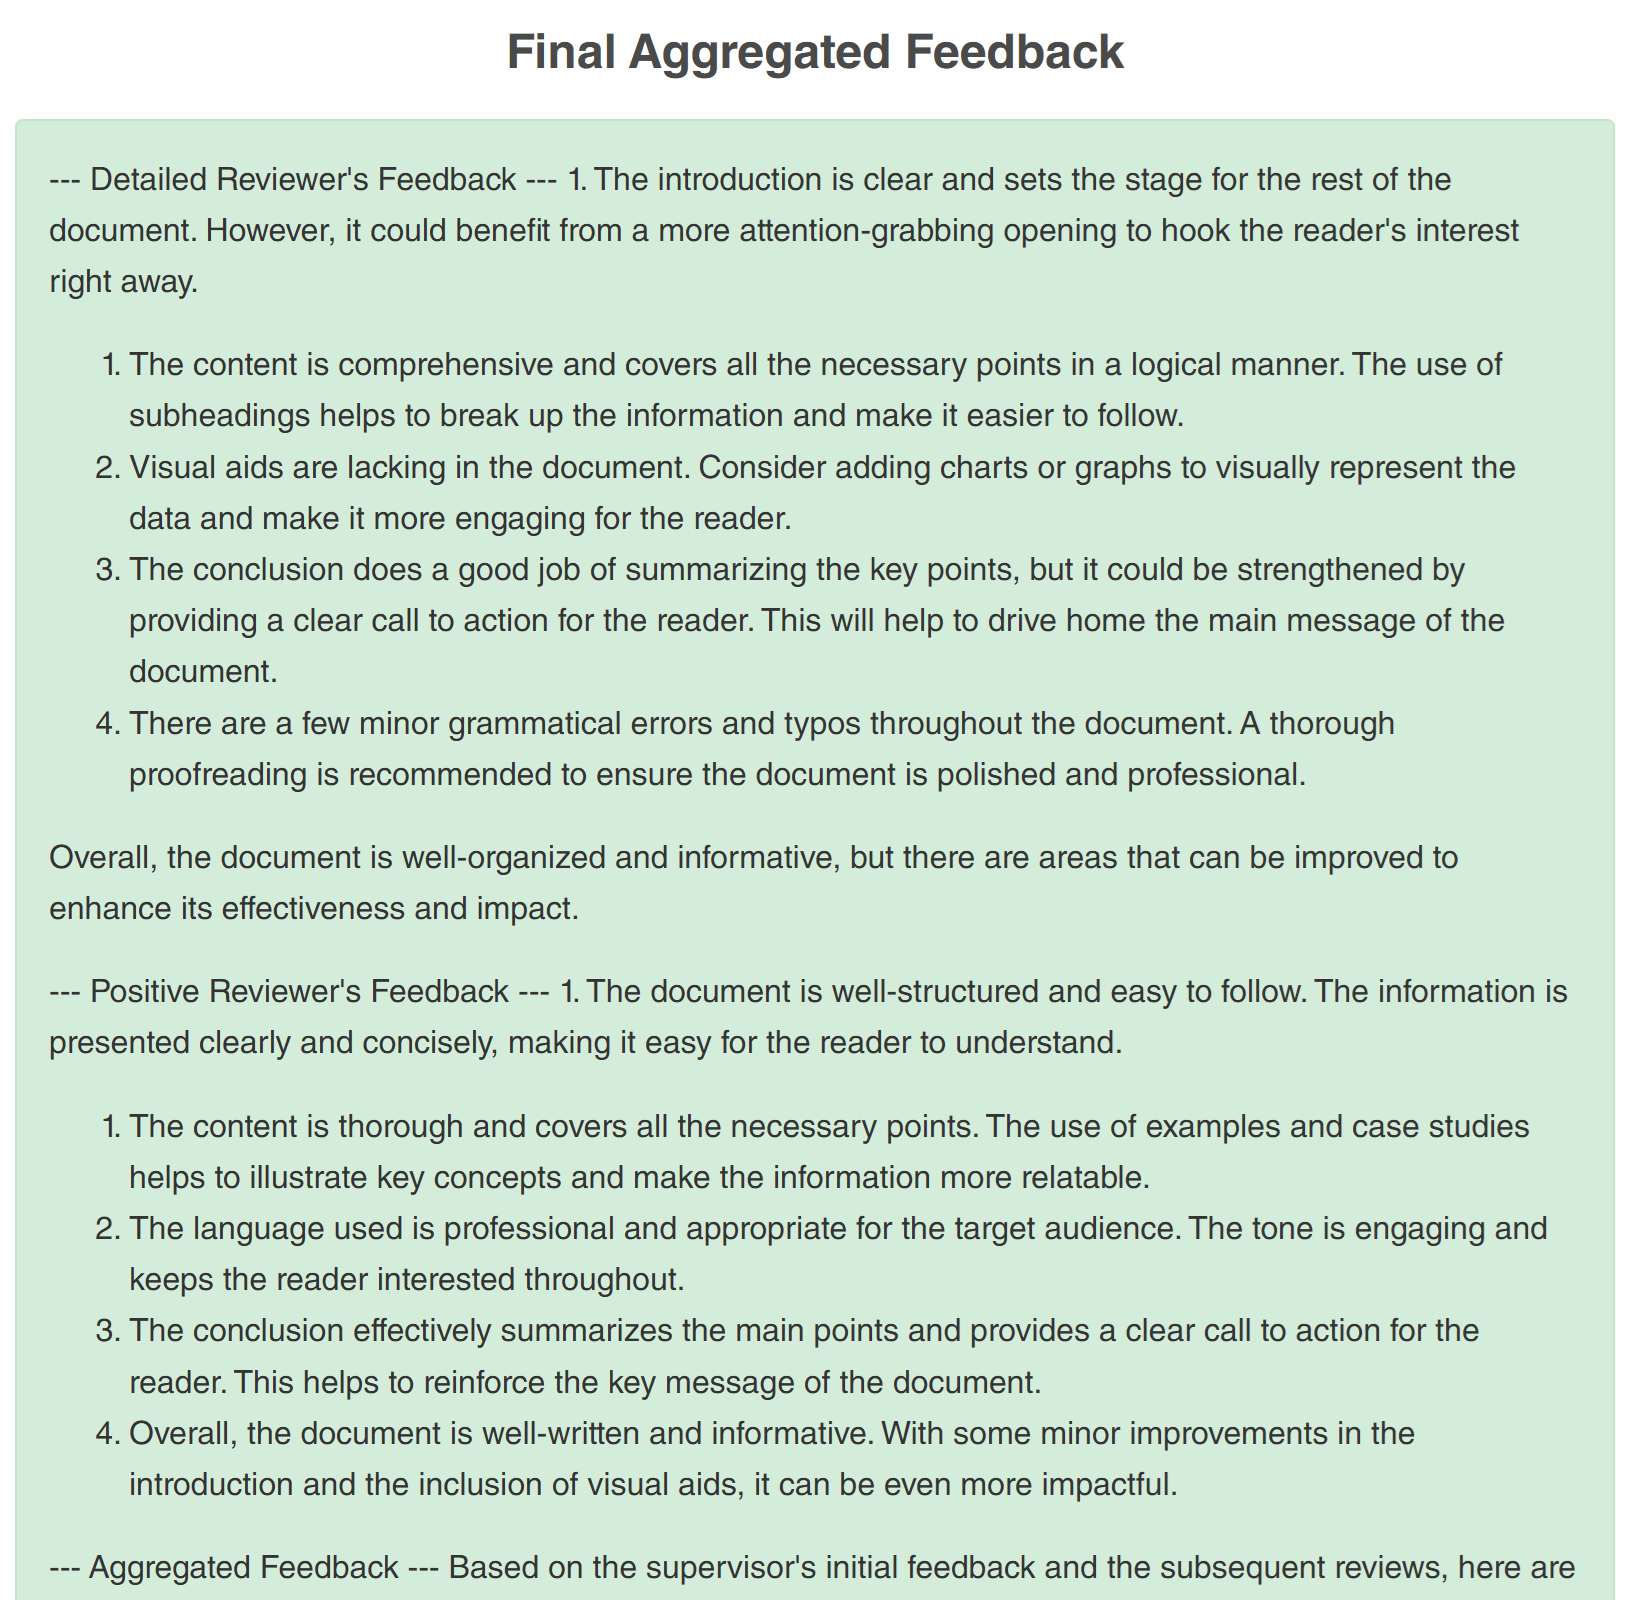 Final Aggregated Feedback
--- Detailed Reviewer's Feedback --- 1. The introduction is clear and sets the stage for the rest of the
document. However, it could benefit from a more attention-grabbing opening to hook the reader's interest
right away.
1. The content is comprehensive and covers all the necessary points in a logical manner. The use of
subheadings helps to break up the information and make it easier to follow.
2. Visual aids are lacking in the document. Consider adding charts or graphs to visually represent the
data and make it more engaging for the reader.
3. The conclusion does a good job of summarizing the key points, but it could be strengthened by
providing a clear call to action for the reader. This will help to drive home the main message of the
document.
4. There are a few minor grammatical errors and typos throughout the document. A thorough
proofreading is recommended to ensure the document is polished and professional.
Overall, the document is well-organized and informative, but there are areas that can be improved to
enhance its effectiveness and impact.
--- Positive Reviewer's Feedback --- 1. The document is well-structured and easy to follow. The information is
presented clearly and concisely, making it easy for the reader to understand.
1. The content is thorough and covers all the necessary points. The use of examples and case studies
helps to illustrate key concepts and make the information more relatable.
2. The language used is professional and appropriate for the target audience. The tone is engaging and
keeps the reader interested throughout.
3. The conclusion effectively summarizes the main points and provides a clear call to action for the
reader. This helps to reinforce the key message of the document.
4. Overall, the document is well-written and informative. With some minor improvements in the
introduction and the inclusion of visual aids, it can be even more impactful.
--- Aggregated Feedback --- Based on the supervisor's initial feedback and the subsequent reviews, here are